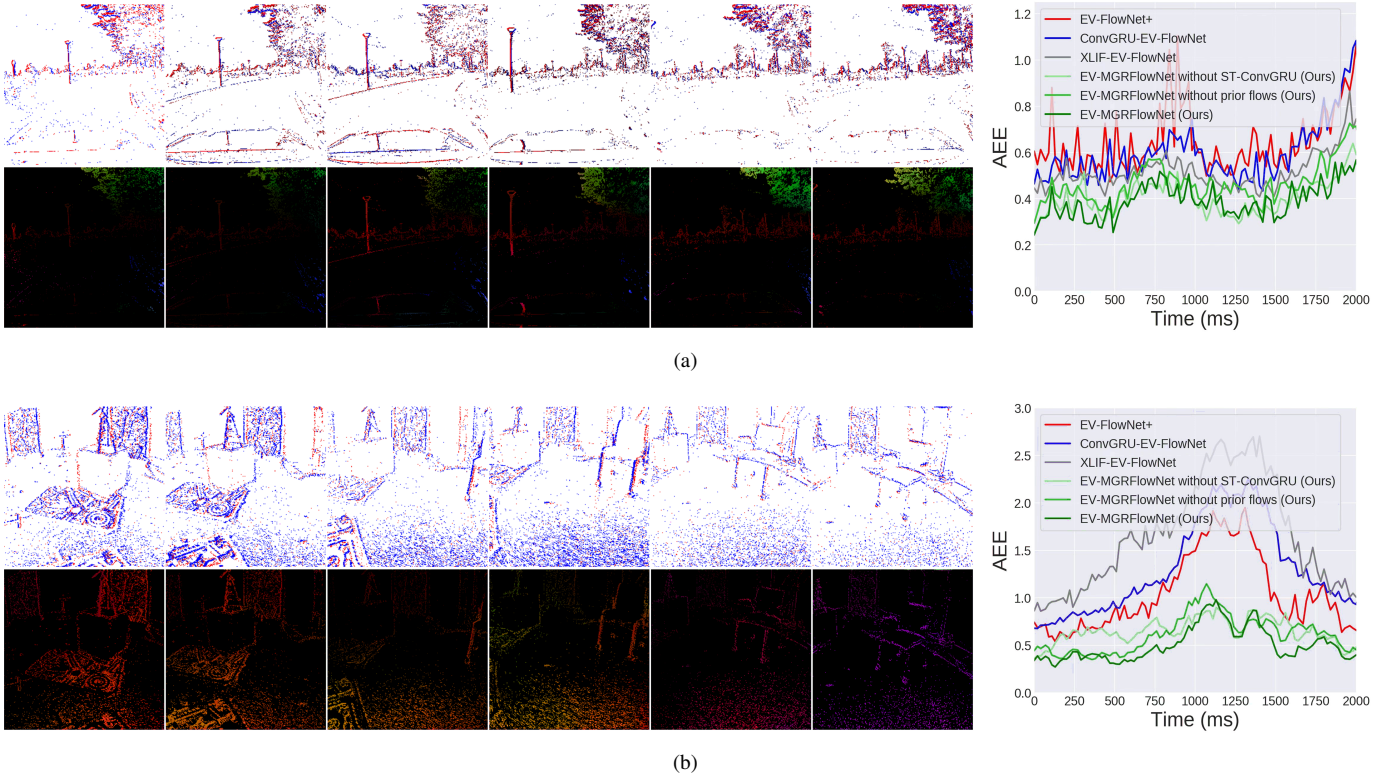 1.2
1.0
0.8
0.6
0.4
0.2
0.0
AEE
EV-FlowNet+
ConvGRU-EV-FlowNet
XLIF-EV-FlowNet
EV-MGRFlowNet without ST-ConvGRU (Ours)
EV-MGRFlowNet without prior flows (Ours)
EV-MGRFlowNet (Ours)
0 250 500 750 1000 1250 1500 1750 2000
Time (ms)
(a)
3.0
2.5
2.0
1.5
1.0
0.5
0.0
AEE
EV-FlowNet+
ConvGRU-EV-FlowNet
XLIF-EV-FlowNet
EV-MGRFlowNet without ST-ConvGRU (Ours)
EV-MGRFlowNet without prior flows (Ours)
EV-MGRFlowNet (Ours)
0 250 500 750 1000 1250 1500 1750 2000
Time (ms)
(b)